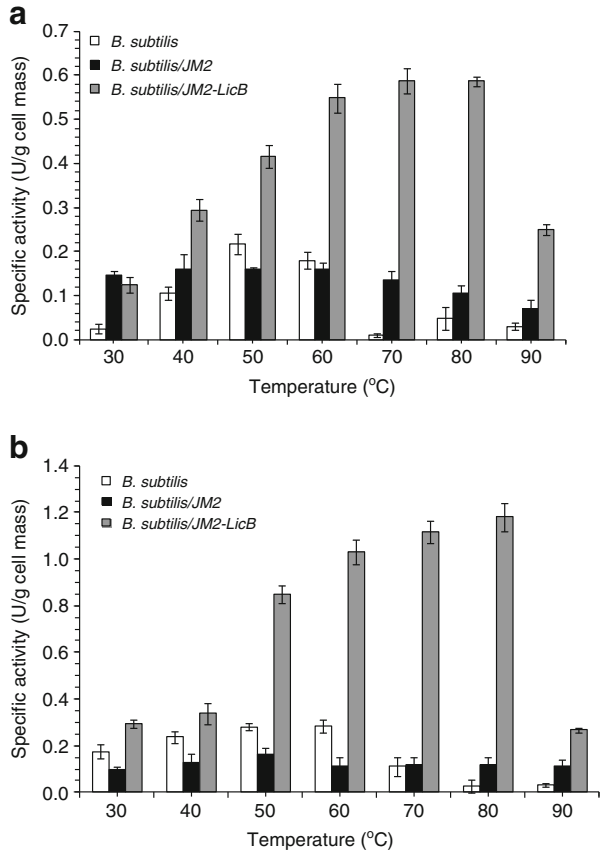 a
B. subtilis
B. subtilis/JM2
B. subtilis/JM2-LicB
Specific activity (U/g cell mass)
0.7
0.6
0.5
0.4
0.3
0.2
0.1
0.0
30 40 50 60 70 80 90
Temperature (°C)
b
B. subtilis
B. subtilis/JM2
B. subtilis/JM2-LicB
Specific activity (U/g cell mass)
1.4
1.2
1.0
0.8
0.6
0.4
0.2
0.0
30 40 50 60 70 80 90
Temperature (°C)